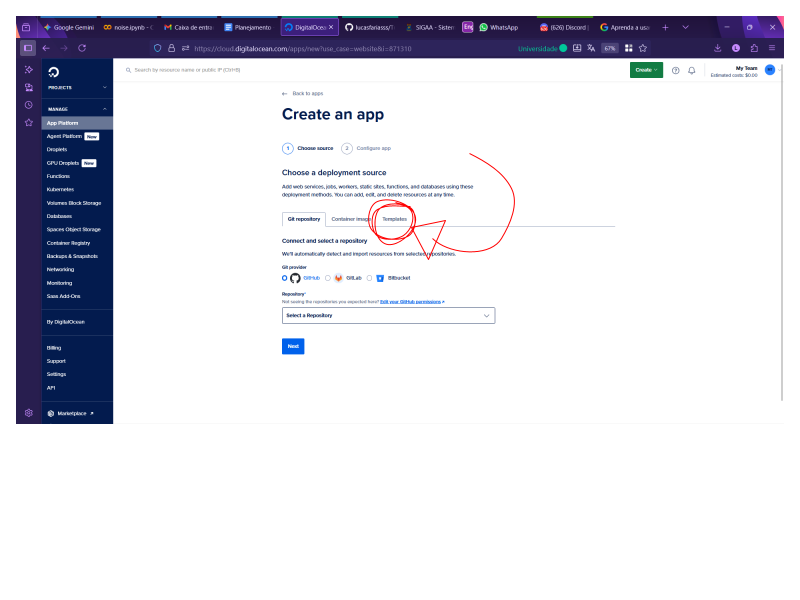 Google Gemini
noise.ipynb - C
Caixa de entra
Planejamento
DigitalOcea
lucasfariasss/Tr
SIGAA - Sistem
Eng
WhatsApp
(626) Discord |
Aprenda a usa
https://cloud.digitalocean.com/apps/new?use_case=website&i=871310
Universidade
67%
PROJECTS
MANAGE
App Platform
Agent Platform New
Droplets
GPU Droplets New
Functions
Kubernetes
Volumes Block Storage
Databases
Spaces Object Storage
Container Registry
Backups & Snapshots
Networking
Monitoring
Saas Add-Ons
By DigitalOcean
Billing
Support
Settings
API
Marketplace
Search by resource name or public IP (Ctrl+B)
Create
My Team
Estimated costs: $0.00
← Back to apps
Create an app
1 Choose source
2 Configure app
Choose a deployment source
Add web services, jobs, workers, static sites, functions, and databases using these
deployment methods. You can add, edit, and delete resources at any time.
Git repository
Container image
Templates
Connect and select a repository
We'll automatically detect and import resources from selected repositories.
Git provider
GitHub
GitLab
Bitbucket
Repository*
Not seeing the repositories you expected here? Edit your GitHub permissions
Select a Repository
Next